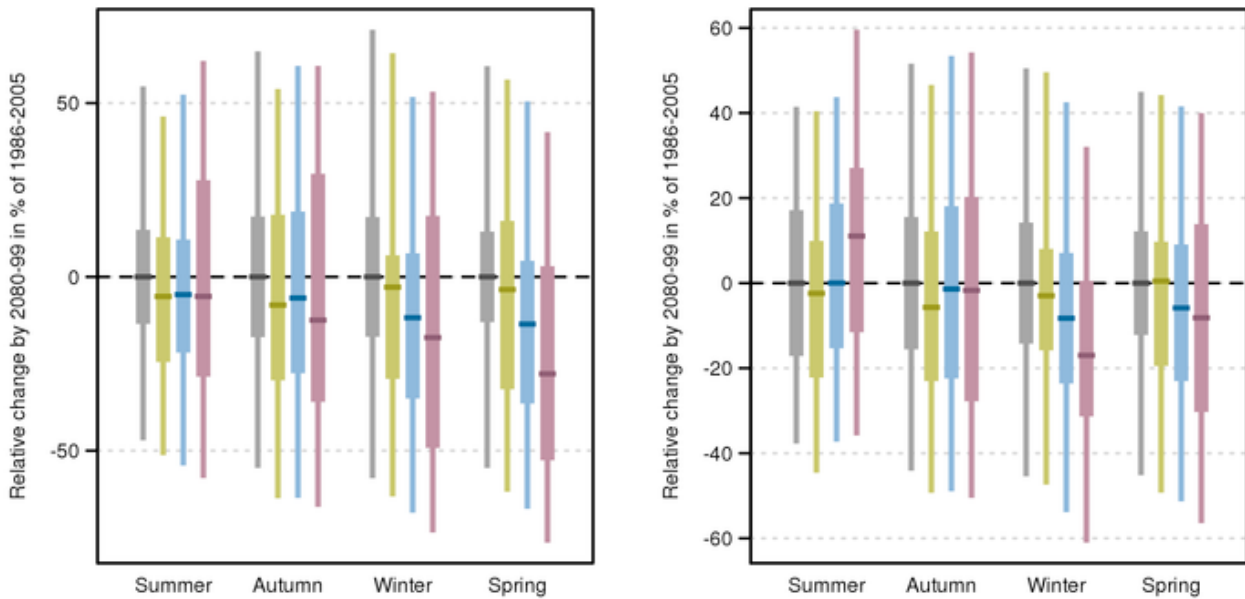 Relative change by 2080-99 in % of 1986-2005
50
0
-50
Summer Autumn Winter Spring
Relative change by 2080-99 in % of 1986-2005
60
40
20
0
-20
-40
-60
Summer Autumn Winter Spring